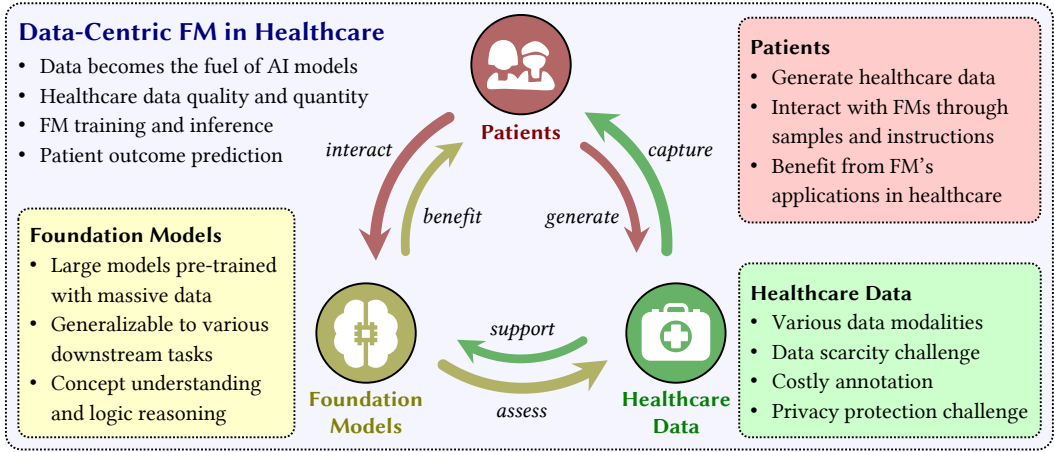 Data-Centric FM in Healthcare
• Data becomes the fuel of AI models
• Healthcare data quality and quantity
• FM training and inference
• Patient outcome prediction
Patients
interact
benefit
generate
capture
Patients
• Generate healthcare data
• Interact with FMs through
samples and instructions
• Benefit from FM’s
applications in healthcare
Foundation Models
• Large models pre-trained
with massive data
• Generalizable to various
downstream tasks
• Concept understanding
and logic reasoning
Foundation
Models
support
assess
Healthcare
Data
Healthcare Data
• Various data modalities
• Data scarcity challenge
• Costly annotation
• Privacy protection challenge